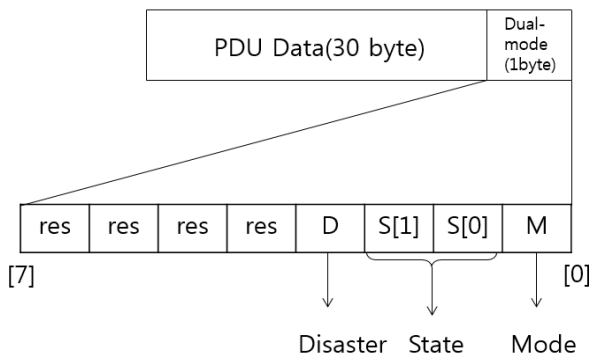 PDU Data(30 byte)
Dual-
mode
(1byte)
res res res res D S[1] S[0] M
[7] [0]
Disaster State Mode